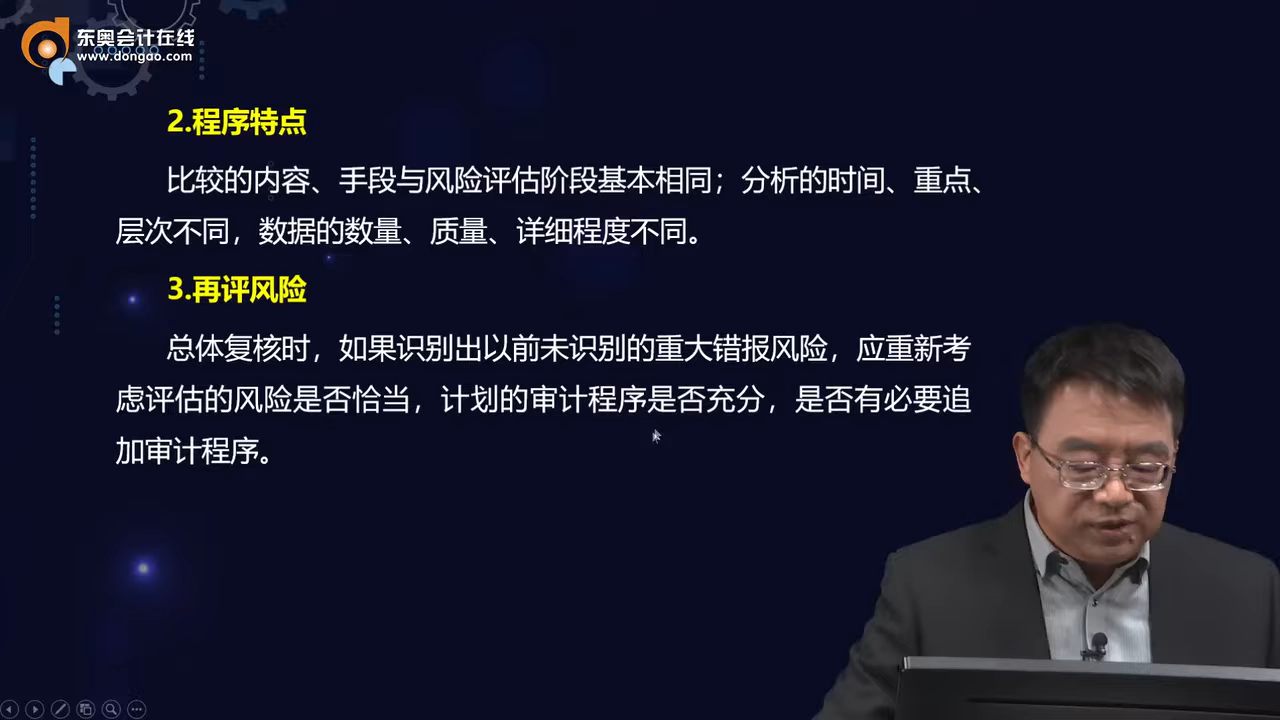 东奥会计在线
www.dongao.com
2.程序特点
比较的内容、手段与风险评估阶段基本相同；分析的时间、重点、
层次不同，数据的数量、质量、详细程度不同。
3.再评风险
总体复核时，如果识别出以前未识别的重大错报风险，应重新考
虑评估的风险是否恰当，计划的审计程序是否充分，是否有必要追
加审计程序。